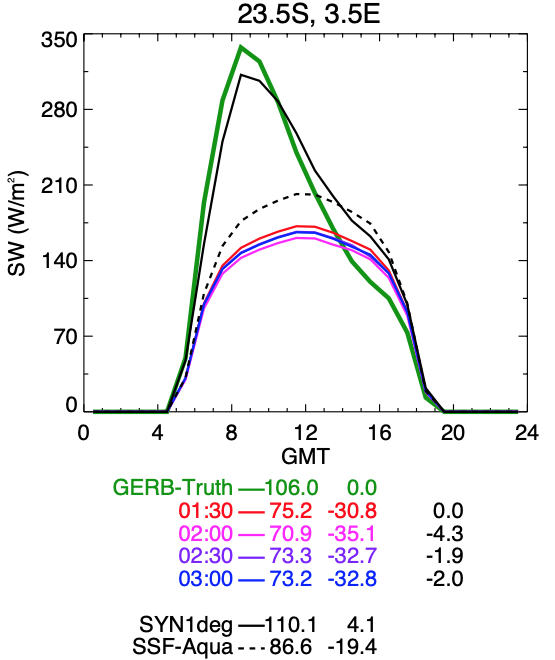 23.5S, 3.5E
350
280
210
140
70
0
SW (W/m²)
0 4 8 12 16 20 24
GMT
GERB-Truth 106.0 0.0
01:30 75.2 -30.8 0.0
02:00 70.9 -35.1 -4.3
02:30 73.3 -32.7 -1.9
03:00 73.2 -32.8 -2.0
SYN1deg 110.1 4.1
SSF-Aqua 86.6 -19.4